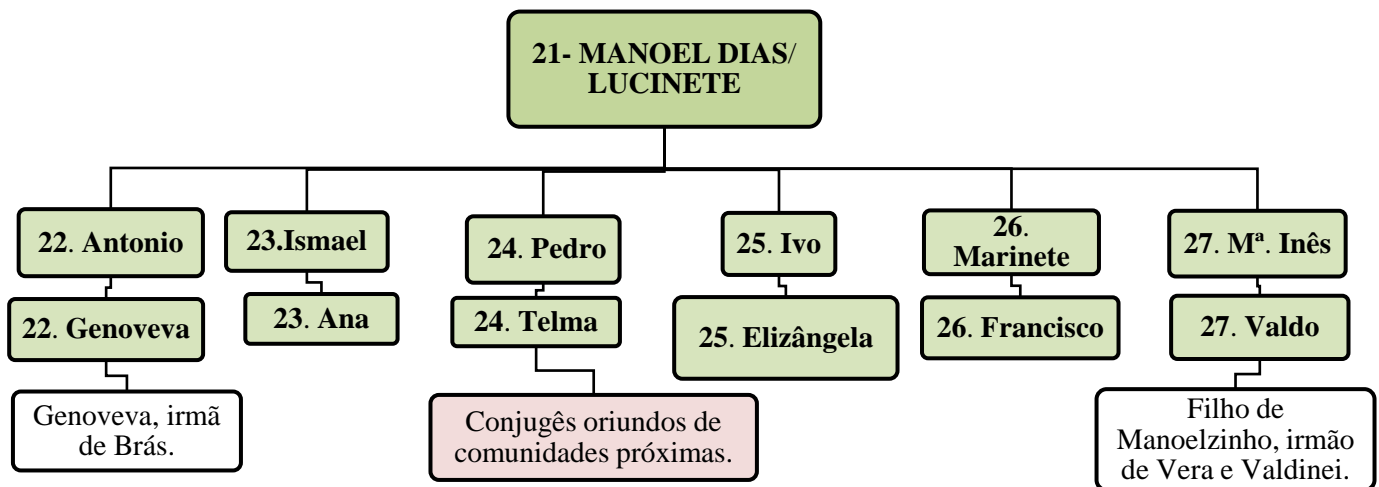 21- MANOEL DIAS/
LUCINETE
22. Antonio
23.Ismael
24. Pedro
25. Ivo
26.
Marinete
27. Mª. Inês
22. Genoveva
23. Ana
24. Telma
25. Elizângela
26. Francisco
27. Valdo
Genoveva, irmã
de Brás.
Conjugês oriundos de
comunidades próximas.
Filho de
Manoelzinho, irmão
de Vera e Valdinei.